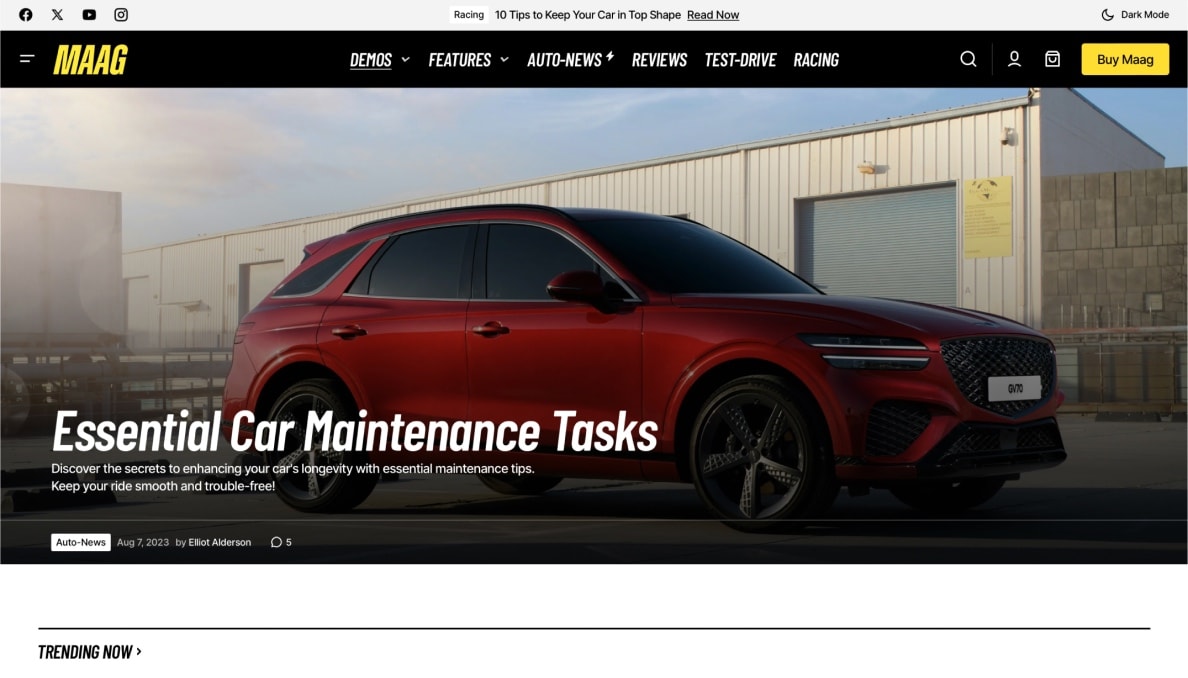 Racing 10 Tips to Keep Your Car in Top Shape Read Now
Dark Mode
MAAG
DEMOS FEATURES AUTO-NEWS REVIEWS TEST-DRIVE RACING
Buy Maag
GV70
Essential Car Maintenance Tasks
Discover the secrets to enhancing your car's longevity with essential maintenance tips.
Keep your ride smooth and trouble-free!
Auto-News Aug 7, 2023 by Elliot Alderson 5
TRENDING NOW ›